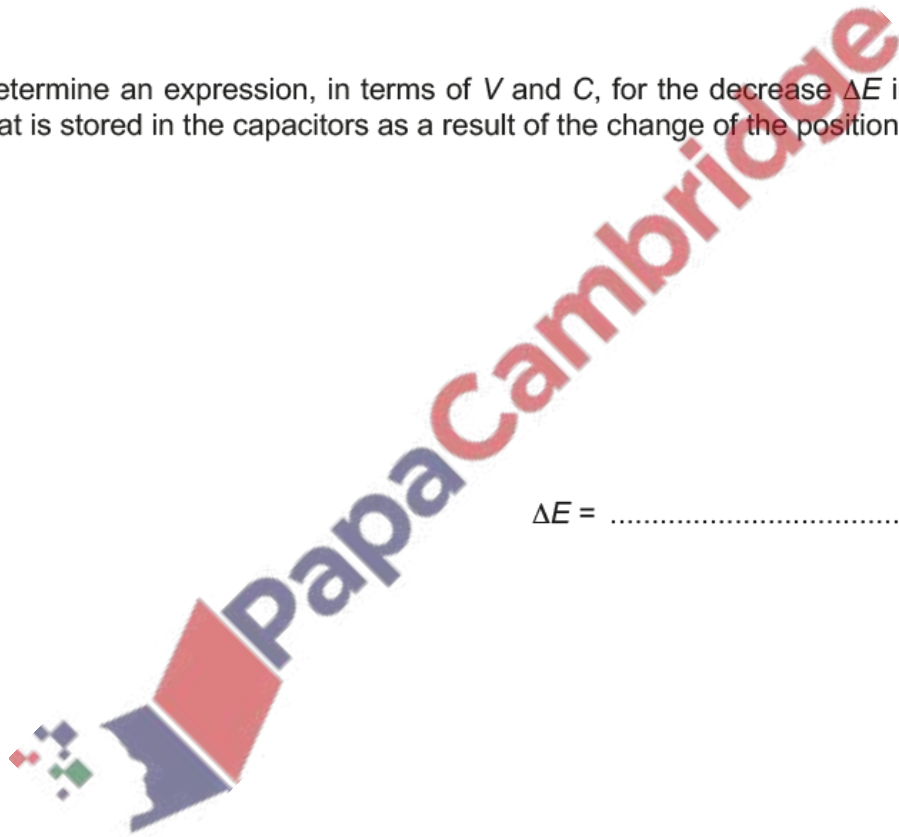 etermine an expression, in terms of V and C, for the decrease ΔE i
at is stored in the capacitors as a result of the change of the position
ΔE = ..................................
PapaCambridge